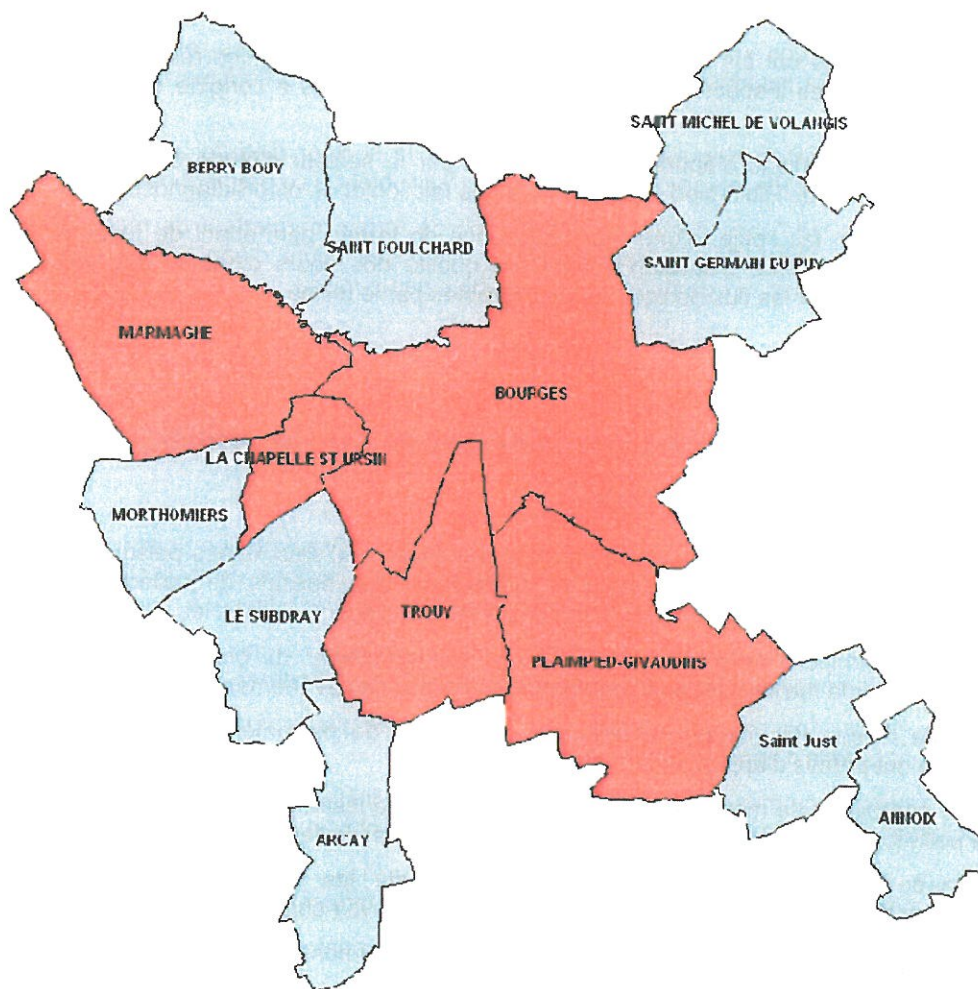 SAINT MICHEL DE VOLANGIS
BERRY BOUY
SAINT DOULCHARD
SAINT GERMAIN DU PUY
MARMAGNE
BOURGES
LA CHAPELLE ST URSIN
MORTHOMIERS
LE SUBDRAY
TROUY
PLAIMPIED-GIVAUDINS
Saint Just
ANNOIX
ARCAY